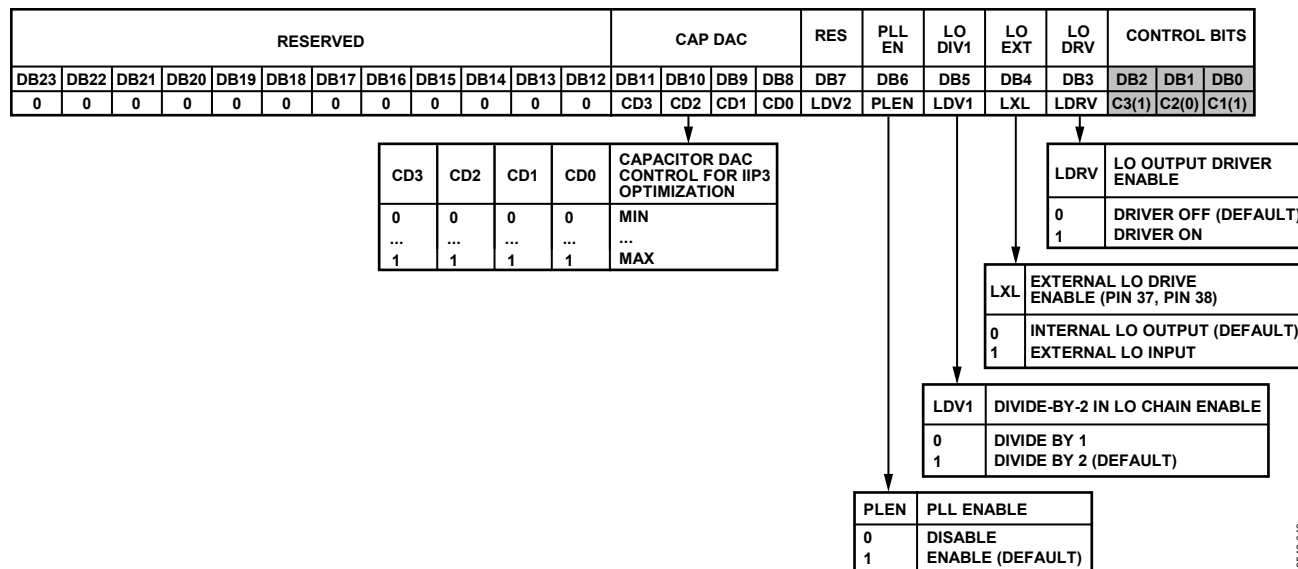 RESERVED CAP DAC RES PLL EN LO DIV1 LO EXT LO DRV CONTROL BITS
DB23 DB22 DB21 DB20 DB19 DB18 DB17 DB16 DB15 DB14 DB13 DB12 DB11 DB10 DB9 DB8 DB7 DB6 DB5 DB4 DB3 DB2 DB1 DB0
0 0 0 0 0 0 0 0 0 0 0 0 CD3 CD2 CD1 CD0 LDV2 PLEN LDV1 LXL LDRV C3(1) C2(0) C1(1)
CD3 CD2 CD1 CD0 CAPACITOR DAC
CONTROL FOR IIP3
OPTIMIZATION
0 0 0 0 MIN
... ... ... ... ...
1 1 1 1 MAX
LDRV LO OUTPUT DRIVER
ENABLE
0 DRIVER OFF (DEFAULT)
1 DRIVER ON
LXL EXTERNAL LO DRIVE
ENABLE (PIN 37, PIN 38)
0 INTERNAL LO OUTPUT (DEFAULT)
1 EXTERNAL LO INPUT
LDV1 DIVIDE-BY-2 IN LO CHAIN ENABLE
0 DIVIDE BY 1
1 DIVIDE BY 2 (DEFAULT)
PLEN PLL ENABLE
0 DISABLE
1 ENABLE (DEFAULT)